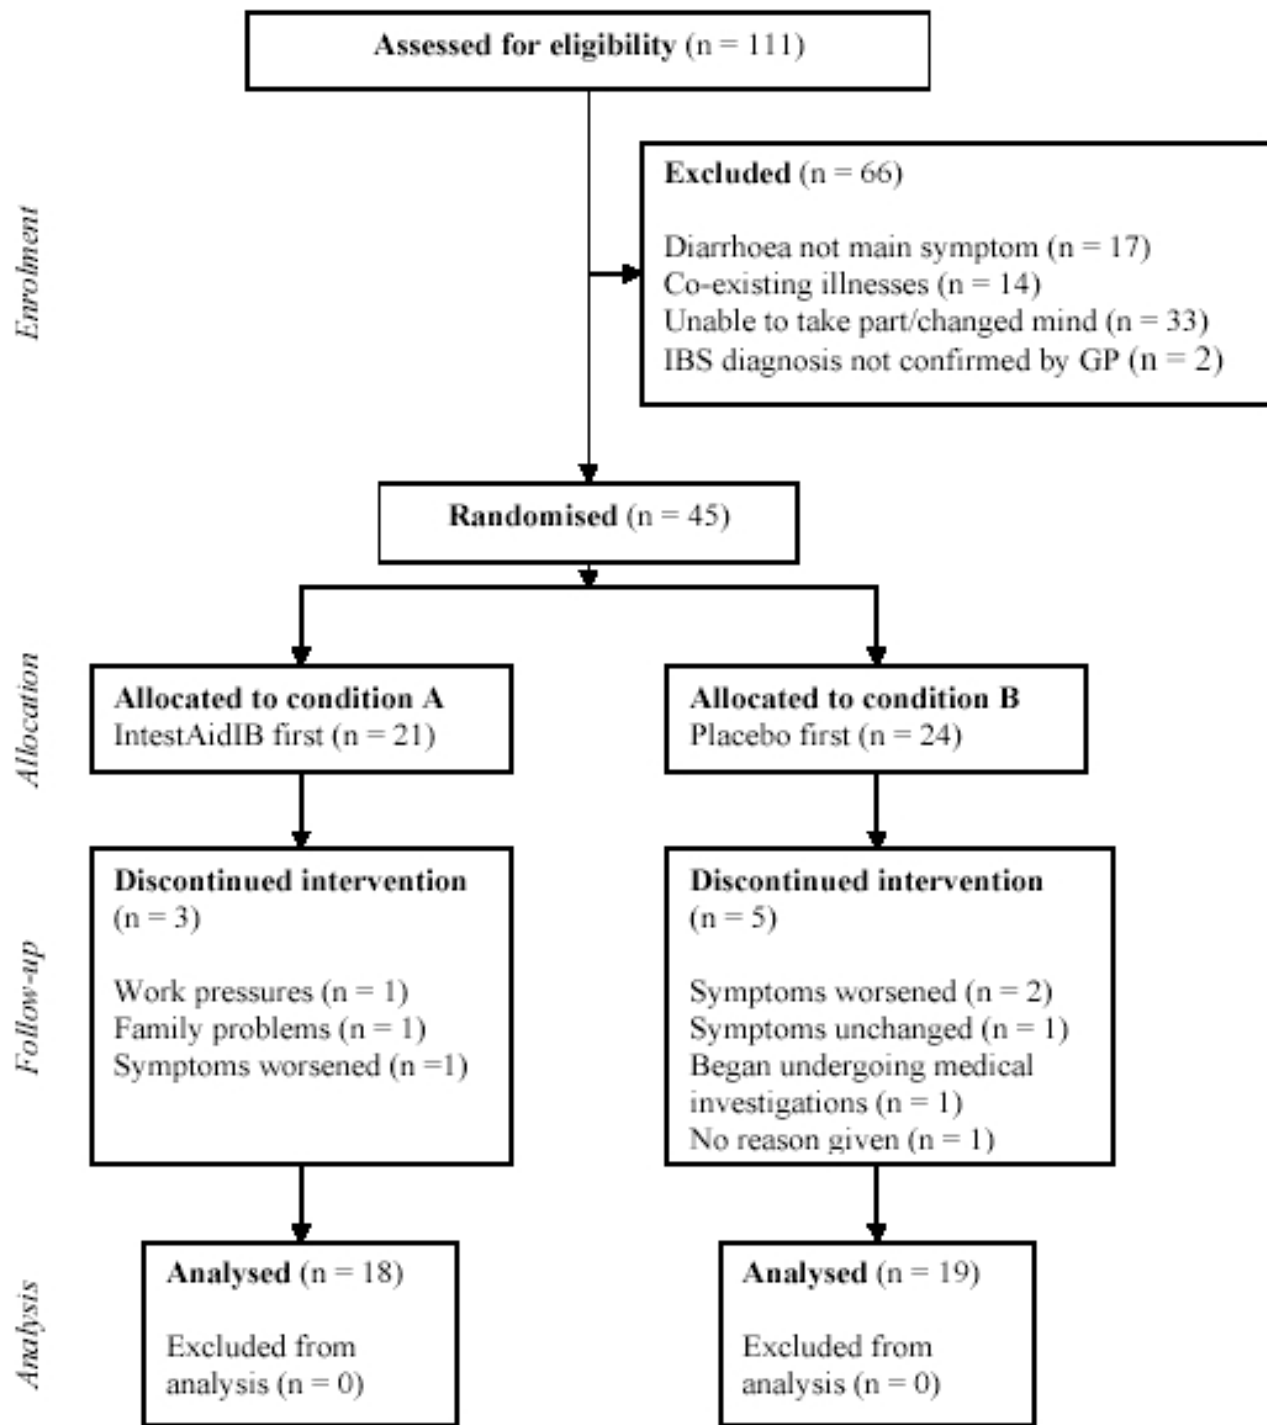 Assessed for eligibility (n = 111)
Enrolment
Excluded (n = 66)
Diarrhoea not main symptom (n = 17)
Co-existing illnesses (n = 14)
Unable to take part/changed mind (n = 33)
IBS diagnosis not confirmed by GP (n = 2)
Randomised (n = 45)
Allocation
Allocated to condition A
IntestAidIB first (n = 21)
Allocated to condition B
Placebo first (n = 24)
Follow-up
Discontinued intervention
(n = 3)
Work pressures (n = 1)
Family problems (n = 1)
Symptoms worsened (n =1)
Discontinued intervention
(n = 5)
Symptoms worsened (n = 2)
Symptoms unchanged (n = 1)
Began undergoing medical
investigations (n = 1)
No reason given (n = 1)
Analysis
Analysed (n = 18)
Excluded from
analysis (n = 0)
Analysed (n = 19)
Excluded from
analysis (n = 0)